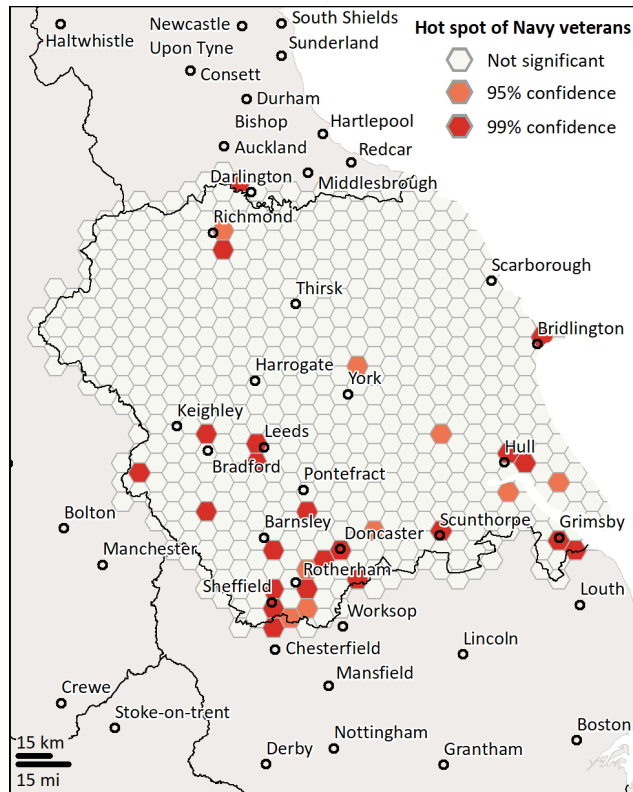 Hot spot of Navy veterans
Not significant
95% confidence
99% confidence
Haltwhistle
Newcastle
Upon Tyne
South Shields
Sunderland
Consett
Durham
Bishop
Auckland
Hartlepool
Redcar
Darlington
Middlesbrough
Richmond
Scarborough
Thirsk
Bridlington
Harrogate
York
Keighley
Leeds
Bradford
Hull
Pontefract
Bolton
Barnsley
Doncaster
Scunthorpe
Grimsby
Manchester
Rotherham
Sheffield
Louth
Worksop
Chesterfield
Lincoln
Mansfield
Crewe
Stoke-on-trent
Nottingham
Boston
Derby
Grantham
15 km
15 mi